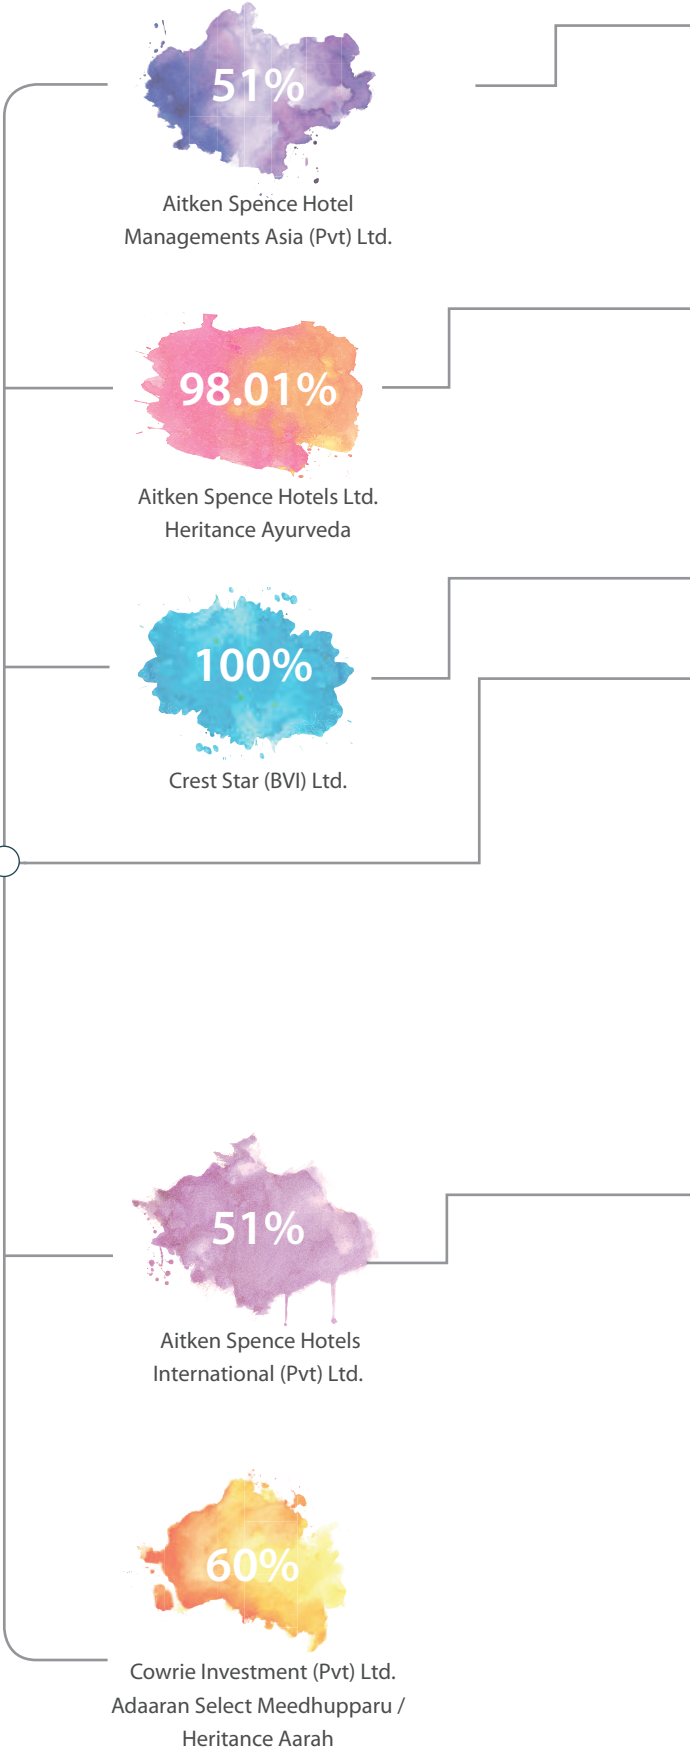 51%
Aitken Spence Hotel
Managements Asia (Pvt) Ltd.
98.01%
Aitken Spence Hotels Ltd.
Heritance Ayurveda
100%
Crest Star (BVI) Ltd.
51%
Aitken Spence Hotels
International (Pvt) Ltd.
60%
Cowrie Investment (Pvt) Ltd.
Adaaran Select Meedhupparu /
Heritance Aarah